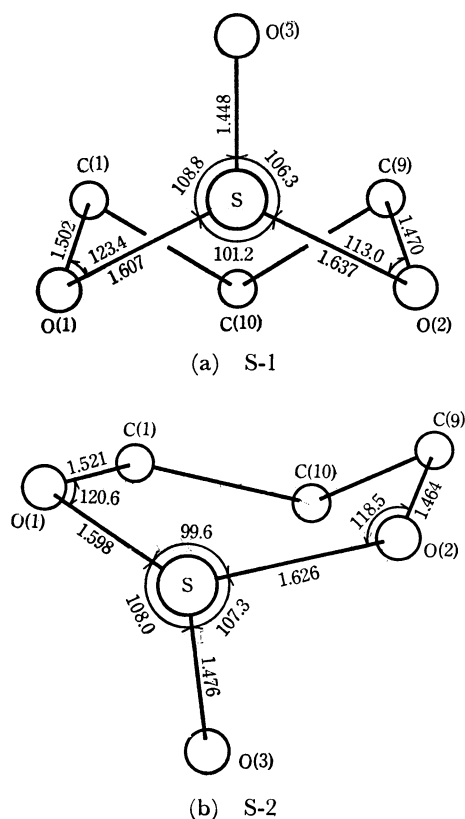 O(3)
1.448
C(1)
C(9)
108.8
106.3
S
1.502
123.4
1.607
101.2
113.0
1.637
1.470
O(1)
C(10)
O(2)
(a) S-1
C(1)
C(9)
1.521
C(10)
O(1)
120.6
118.5
1.464
O(2)
1.598
99.6
S
1.626
108.0
107.3
1.476
O(3)
(b) S-2